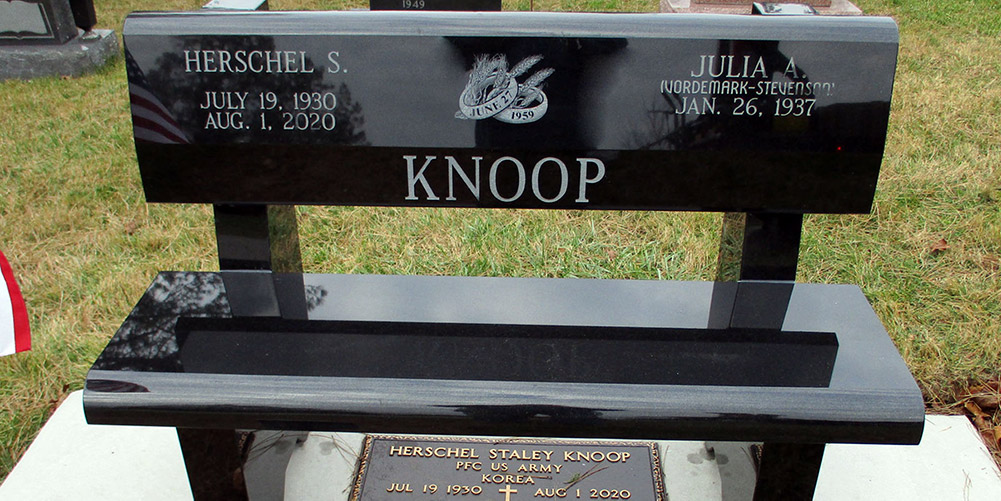 1949
HERSCHEL S.
JULY 19, 1930
AUG. 1, 2020
JUNE 27
1959
JULIA A.
(VORDEMARK-STEVENSON)
JAN. 26, 1937
KNOOP
HERSCHEL STALEY KNOOP
PFC US ARMY
KOREA
JUL 19 1930 AUG 1 2020